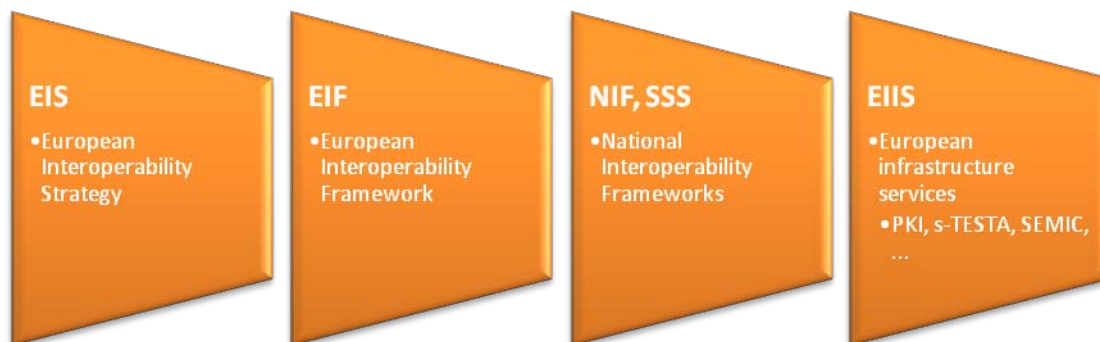 EIS
•European
Interoperability
Strategy
EIF
•European
Interoperability
Framework
NIF, SSS
•National
Interoperability
Frameworks
EIIS
•European
infrastructure
services
•PKI, s-TESTA, SEMIC,
...